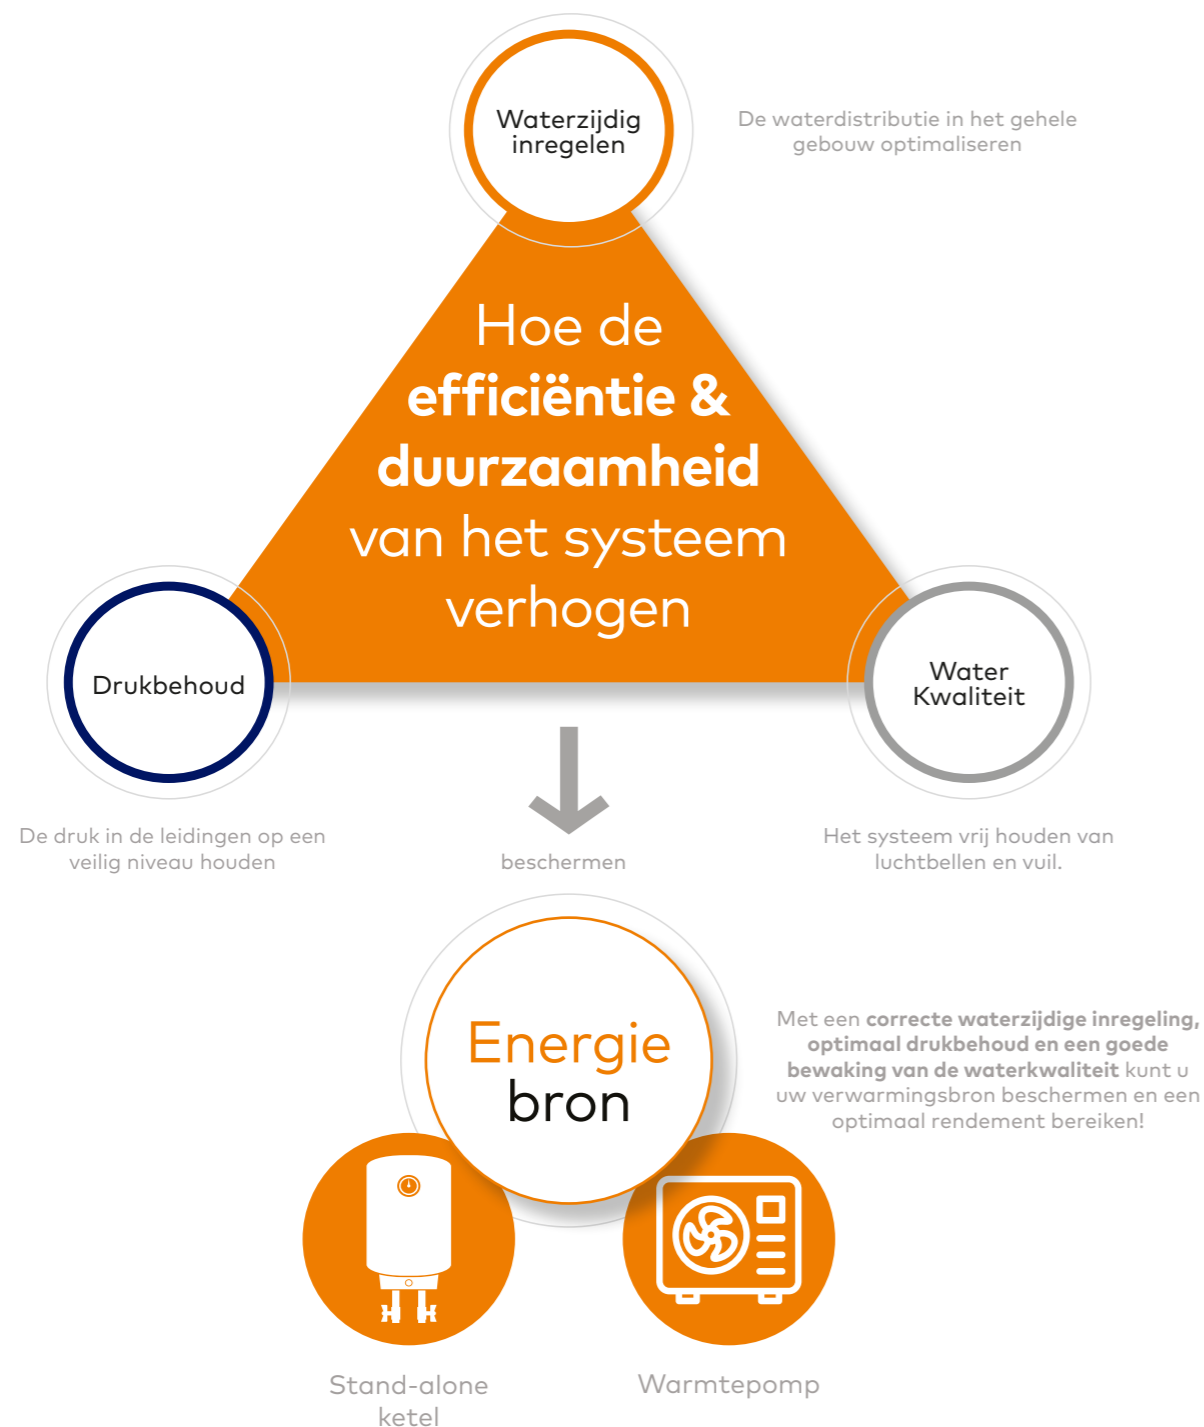 Waterzijdig
inregelen
De waterdistributie in het gehele
gebouw optimaliseren
Hoe de
efficiëntie &
duurzaamheid
van het systeem
verhogen
Drukbehoud
Water
Kwaliteit
De druk in de leidingen op een
veilig niveau houden
beschermen
Het systeem vrij houden van
luchtbellen en vuil.
Energie
bron
Met een correcte waterzijdige inregeling,
optimaal drukbehoud en een goede
bewaking van de waterkwaliteit kunt u
uw verwarmingsbron beschermen en een
optimaal rendement bereiken!
Stand-alone
ketel
Warmtepomp